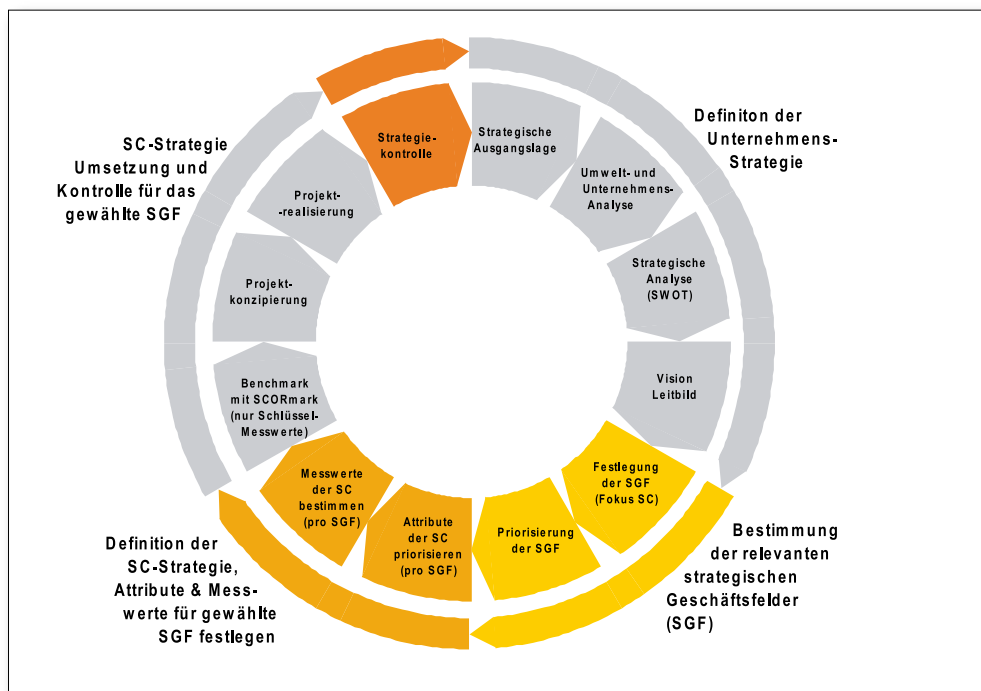 Strategie-
kontrolle
Strategische
Ausgangslage
Umwelt- und
Unternehmens-
Analyse
Strategische
Analyse
(SWOT)
Vision
Leitbild
Festlegung
der SGF
(Fokus SC)
Priorisierung
der SGF
Attribute
der SC
priorisieren
(pro SGF)
Messwerte
der SC
bestimmen
(pro SGF)
Benchmark
mit SCORmark
(nur Schlüssel-
Messwerte)
Projekt-
konzipierung
Projekt-
-realisierung
Definiton der
Unternehmens-
Strategie
Bestimmung
der relevanten
strategischen
Geschäftsfelder
(SGF)
Definition der
SC-Strategie,
Attribute & Mess-
werte für gewählte
SGF festlegen
SC-Strategie
Umsetzung und
Kontrolle für das
gewählte SGF